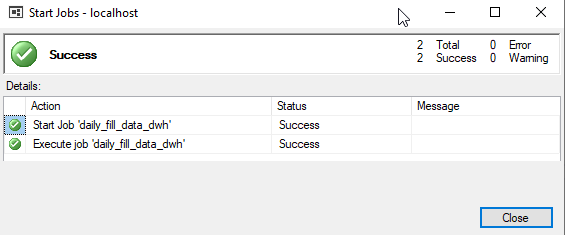 Start Jobs - localhost
Success
2 Total 0 Error
2 Success 0 Warning
Details:
Action Status Message
Start Job 'daily_fill_data_dwh' Success
Execute job 'daily_fill_data_dwh' Success
Close